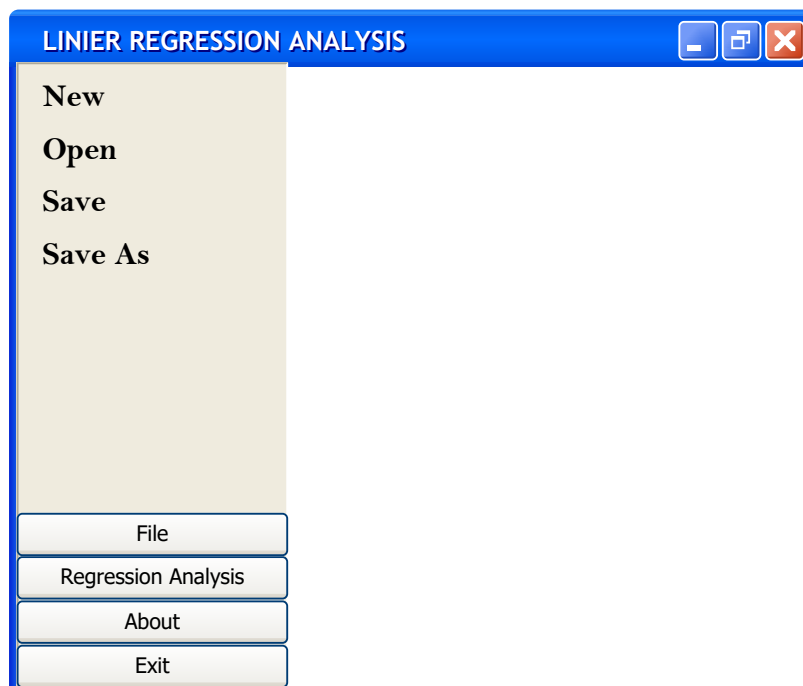 LINIER REGRESSION ANALYSIS
New
Open
Save
Save As
File
Regression Analysis
About
Exit